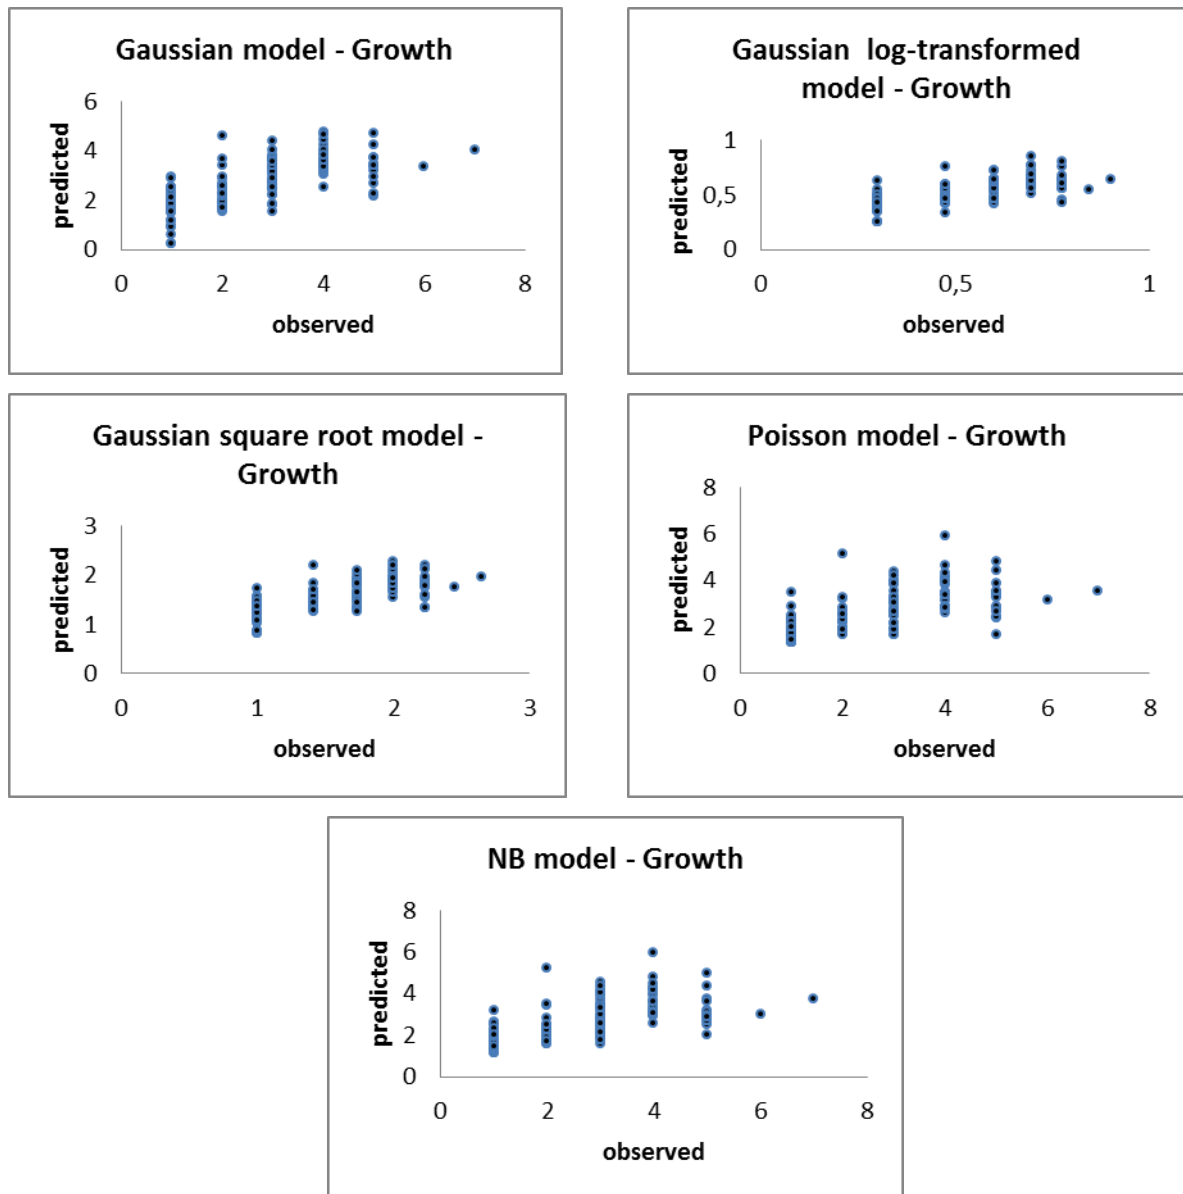 Gaussian model - Growth
predicted
6
4
2
0
0 2 4 6 8
observed
Gaussian log-transformed
model - Growth
predicted
1
0,5
0
0 0,5 1
observed
Gaussian square root model -
Growth
predicted
3
2
1
0
0 1 2 3
observed
Poisson model - Growth
predicted
8
6
4
2
0
0 2 4 6 8
observed
NB model - Growth
predicted
8
6
4
2
0
0 2 4 6 8
observed